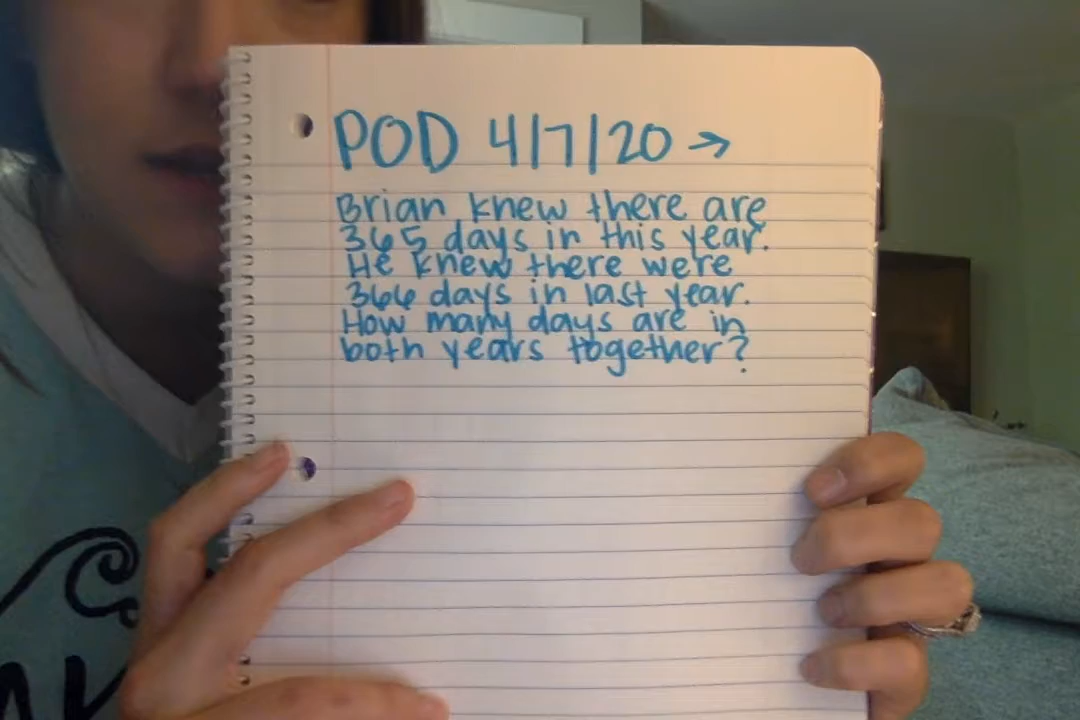 POD 4/7/20 →
Brian knew there are
365 days in this year.
He knew there were
366 days in last year.
How many days are in
both years together?